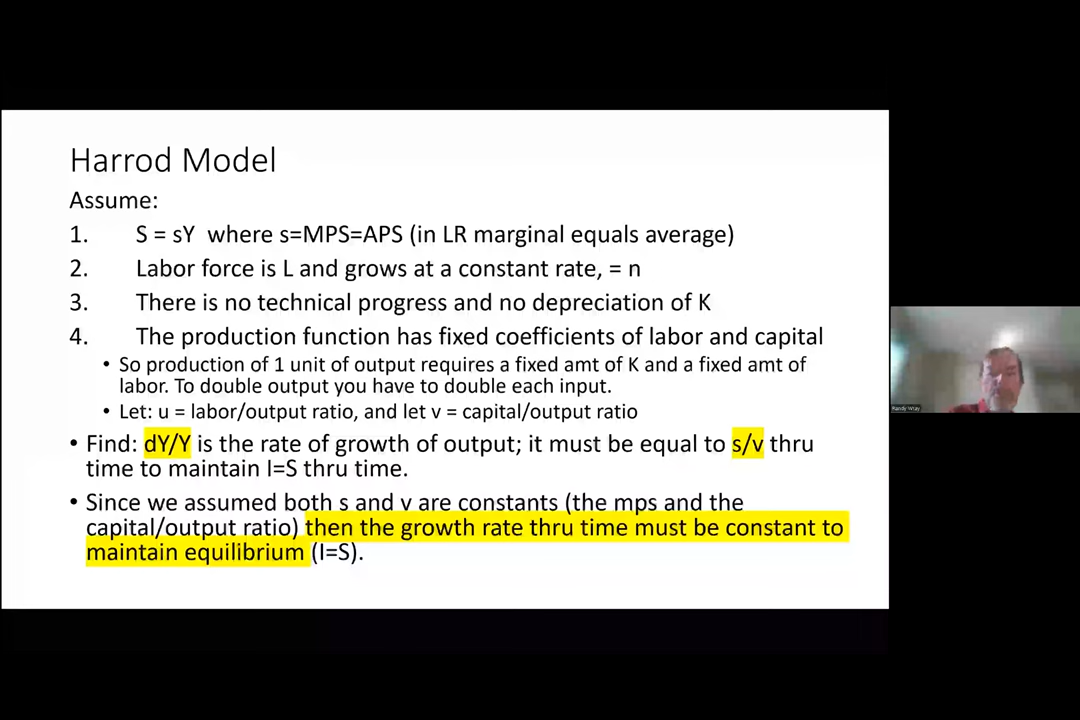 Harrod Model
Assume:
1. S = sY where s=MPS=APS (in LR marginal equals average)
2. Labor force is L and grows at a constant rate, = n
3. There is no technical progress and no depreciation of K
4. The production function has fixed coefficients of labor and capital
• So production of 1 unit of output requires a fixed amt of K and a fixed amt of
labor. To double output you have to double each input.
• Let: u = labor/output ratio, and let v = capital/output ratio
• Find: dY/Y is the rate of growth of output; it must be equal to s/v thru
time to maintain I=S thru time.
• Since we assumed both s and v are constants (the mps and the
capital/output ratio) then the growth rate thru time must be constant to
maintain equilibrium (I=S).
Randy Wray